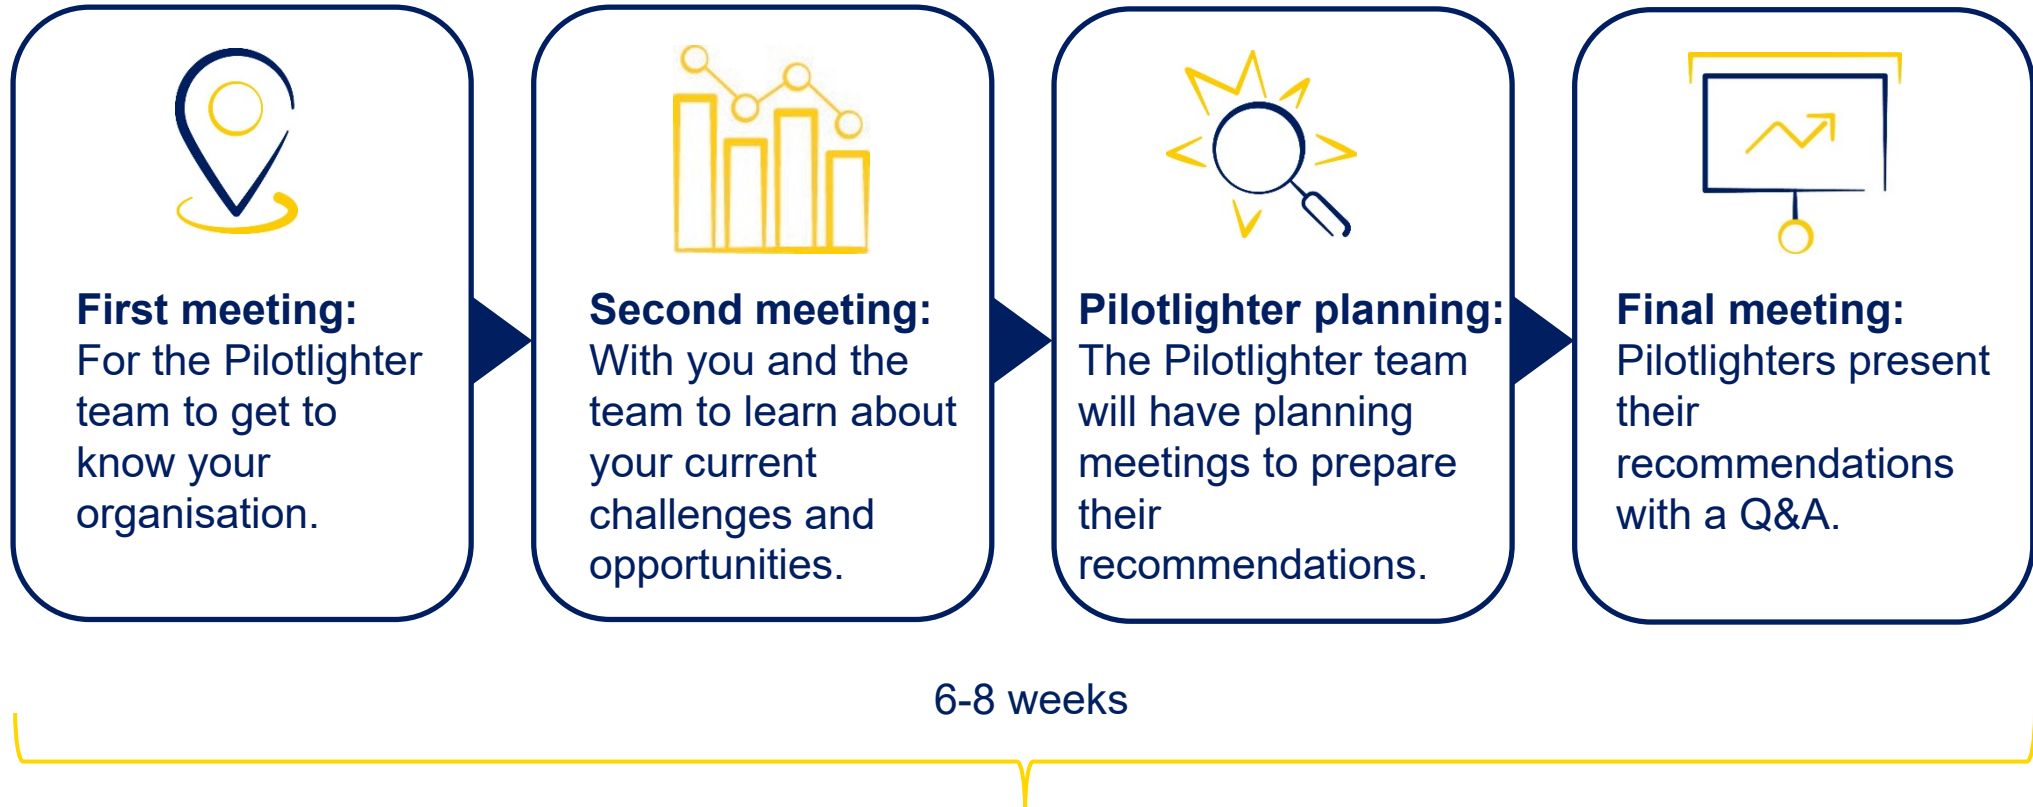 First meeting:
For the Pilotlighter
team to get to
know your
organisation.
Second meeting:
With you and the
team to learn about
your current
challenges and
opportunities.
Pilotlighter planning:
The Pilotlighter team
will have planning
meetings to prepare
their
recommendations.
Final meeting:
Pilotlighters present
their
recommendations
with a Q&A.
6-8 weeks